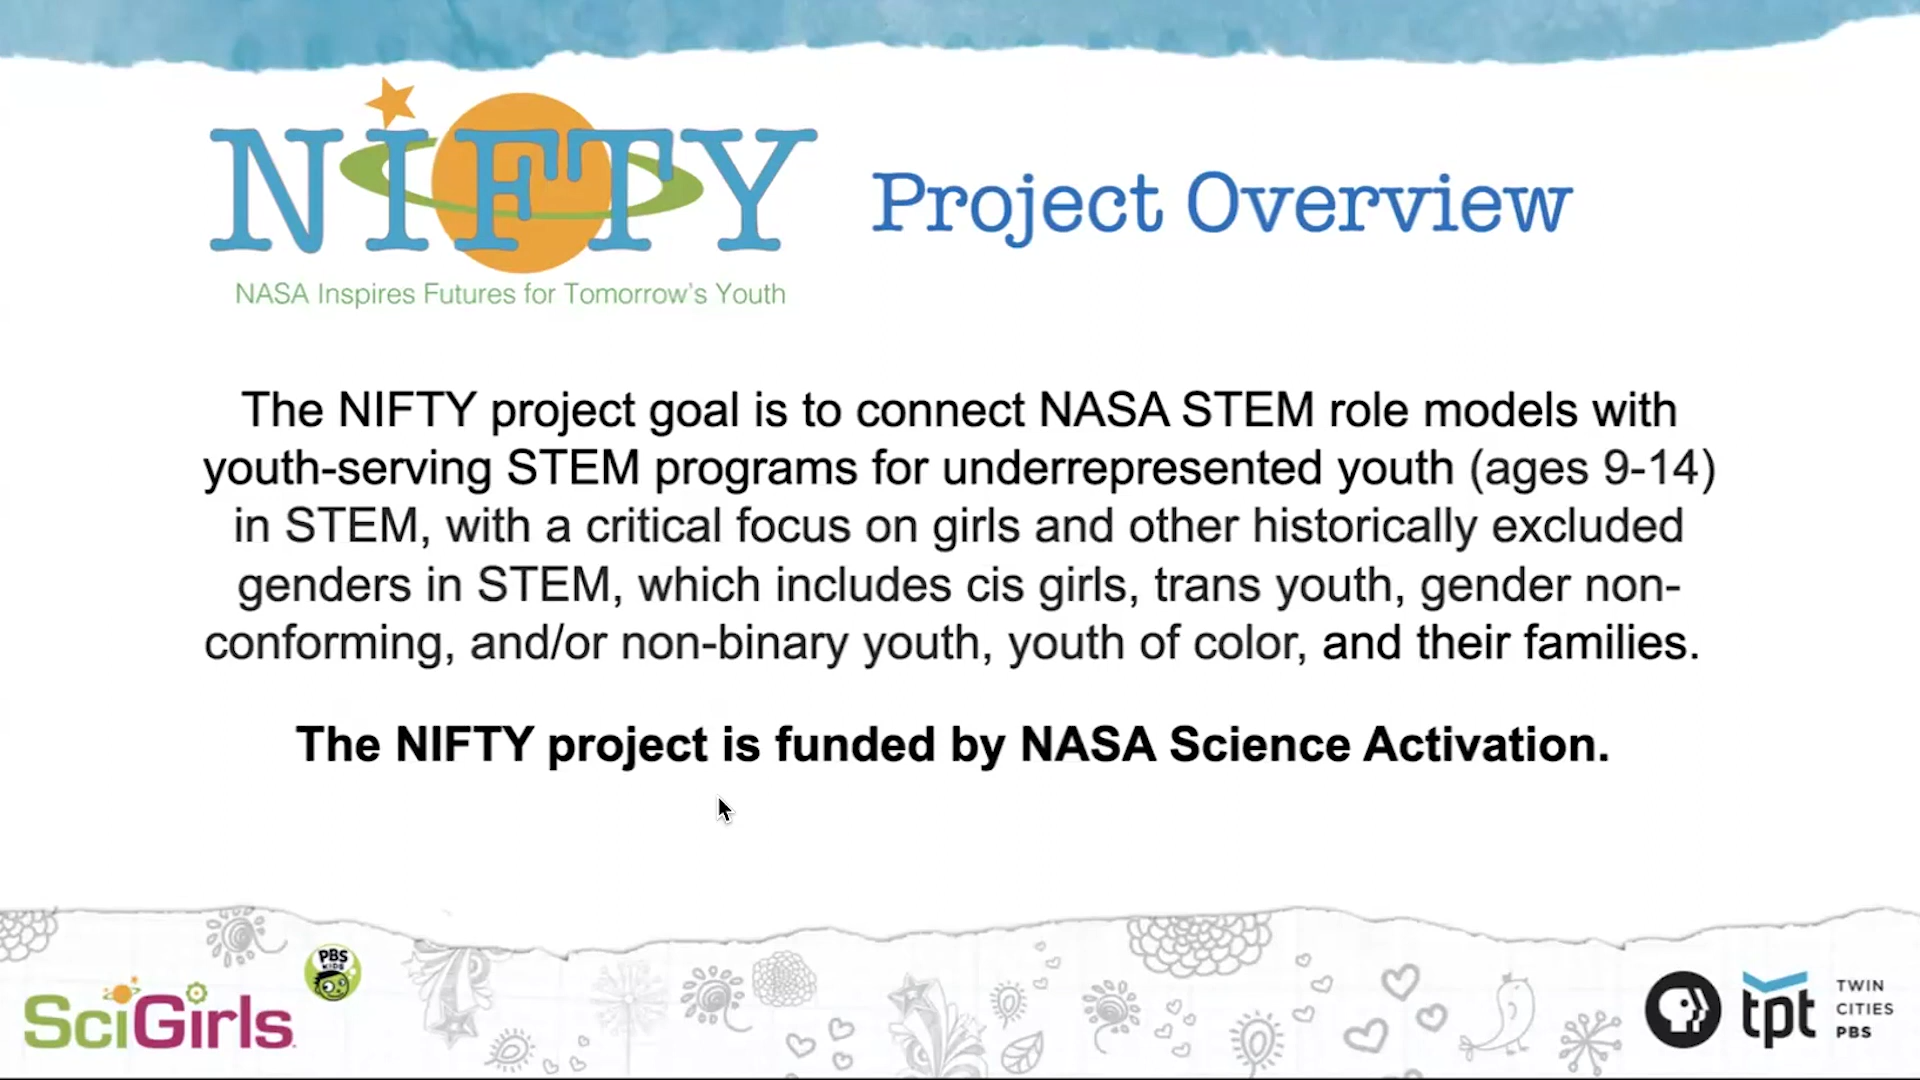 NIFTY
Project Overview
NASA Inspires Futures for Tomorrow's Youth
The NIFTY project goal is to connect NASA STEM role models with
youth-serving STEM programs for underrepresented youth (ages 9-14)
in STEM, with a critical focus on girls and other historically excluded
genders in STEM, which includes cis girls, trans youth, gender non-
conforming, and/or non-binary youth, youth of color, and their families.
The NIFTY project is funded by NASA Science Activation.
SciGirls
PBS
KIDS
tpt
TWIN
CITIES
PBS